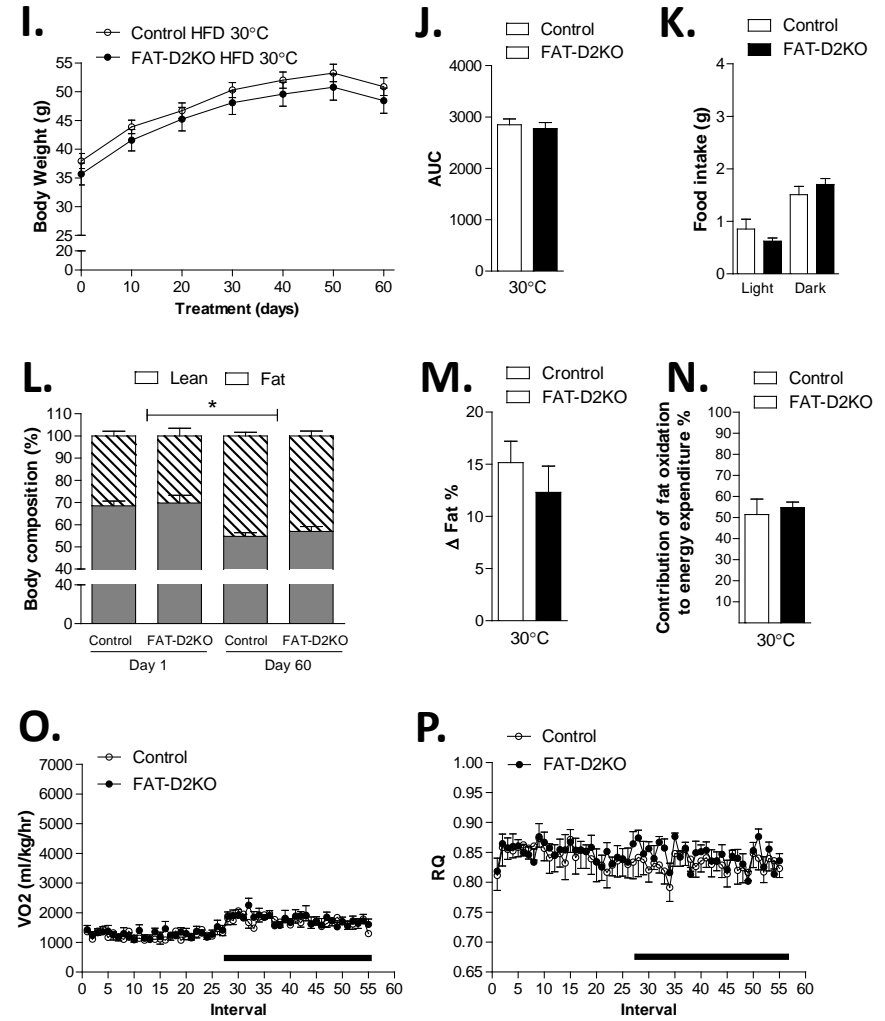 I.
Control HFD 30°C
FAT-D2KO HFD 30°C
Body Weight (g)
55
50
45
40
35
30
25
20
0
0 10 20 30 40 50 60
Treatment (days)
J.
Control
FAT-D2KO
AUC
4000
3000
2000
1000
0
30°C
K.
Control
FAT-D2KO
Food intake (g)
4
3
2
1
0
Light Dark
L.
Lean Fat
Body composition (%)
*
110
100
90
80
70
60
50
40
40
0
Control FAT-D2KO Control FAT-D2KO
Day 1 Day 60
M.
Crontrol
FAT-D2KO
Δ Fat %
20
15
10
5
0
30°C
N.
Control
FAT-D2KO
Contribution of fat oxidation
to energy expenditure %
100
90
80
70
60
50
40
30
20
10
30°C
O.
Control
FAT-D2KO
VO2 (ml/kg/hr)
7000
6000
5000
4000
3000
2000
1000
0
0 5 10 15 20 25 30 35 40 45 50 55 60
Interval
P.
Control
FAT-D2KO
RQ
1.00
0.95
0.90
0.85
0.80
0.75
0.70
0.65
0 5 10 15 20 25 30 35 40 45 50 55 60
Interval